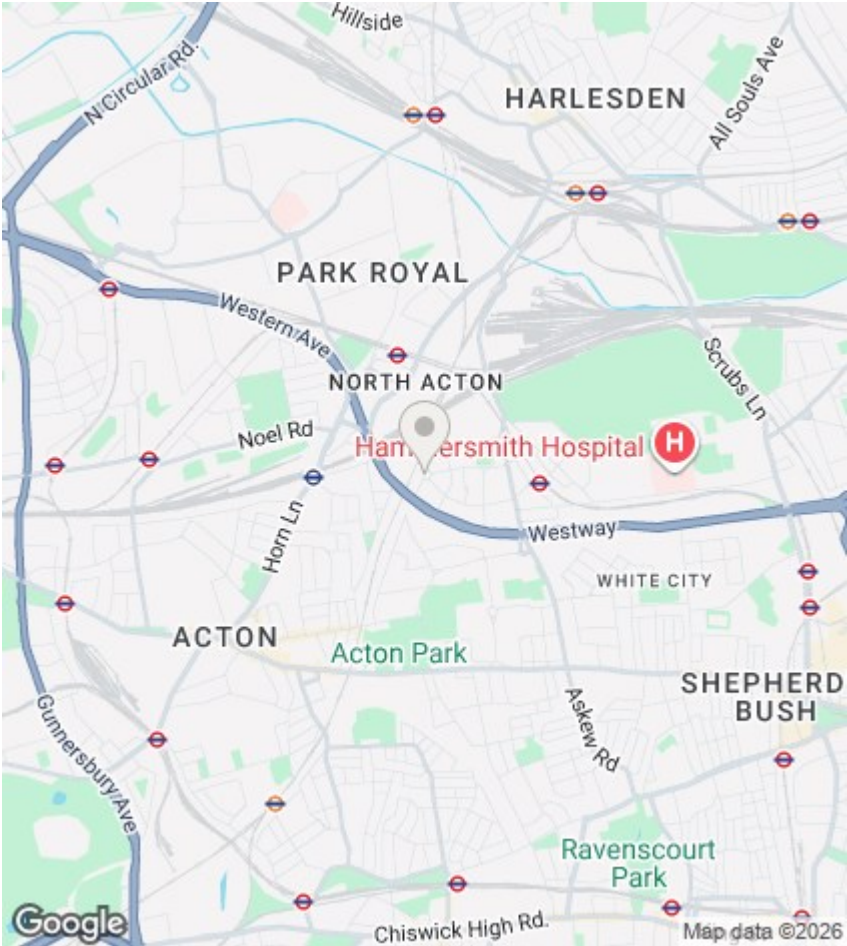 Hillside
N Circular Rd.
HARLESDEN
All Souls Ave
PARK ROYAL
Western Ave
NORTH ACTON
Scrubs Ln
Noel Rd
Hammersmith Hospital
H
Horn Ln
Westway
WHITE CITY
ACTON
Acton Park
SHEPHERD
BUSH
Askew Rd
Gunnersbury Ave
Ravenscourt
Park
Google
Chiswick High Rd.
Map data ©2026